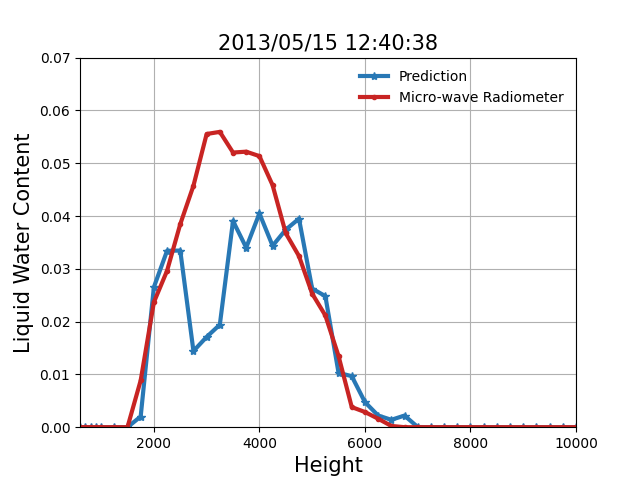 2013/05/15 12:40:38
0.07
0.06
0.05
0.04
0.03
0.02
0.01
0.00
Liquid Water Content
Prediction
Micro-wave Radiometer
2000 4000 6000 8000 10000
Height